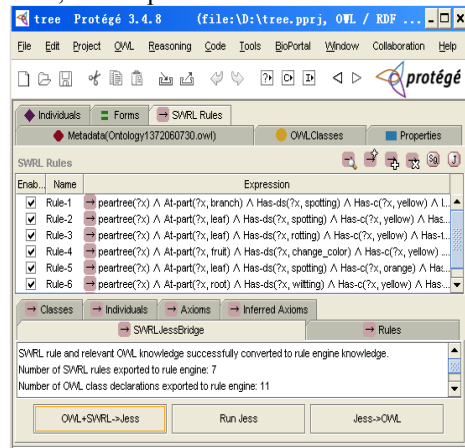 tree Protégé 3.4.8 (file:\D:\tree.pprj, OWL / RDF ...
File Edit Project OWL Reasoning Code Tools BioPortal Window Collaboration Help
protégé
Individuals Forms SWRL Rules
Metadata(Ontology1372060730.owl) OWLClasses Properties
SWRL Rules
Enab... Name Expression
Rule-1 peartree(?x) ∧ At-part(?x, branch) ∧ Has-ds(?x, spotting) ∧ Has-c(?x, yellow) ∧ l...
Rule-2 peartree(?x) ∧ At-part(?x, leaf) ∧ Has-ds(?x, spotting) ∧ Has-c(?x, yellow) ∧ Has...
Rule-3 peartree(?x) ∧ At-part(?x, leaf) ∧ Has-ds(?x, rotting) ∧ Has-c(?x, yellow) ∧ Has-t...
Rule-4 peartree(?x) ∧ At-part(?x, fruit) ∧ Has-ds(?x, change_color) ∧ Has-c(?x, yellow) ...
Rule-5 peartree(?x) ∧ At-part(?x, leaf) ∧ Has-ds(?x, spotting) ∧ Has-c(?x, orange) ∧ Has...
Rule-6 peartree(?x) ∧ At-part(?x, root) ∧ Has-ds(?x, wilting) ∧ Has-c(?x, yellow) ∧ Has-...
Classes Individuals Axioms Inferred Axioms
SWRLJessBridge Rules
SWRL rule and relevant OWL knowledge successfully converted to rule engine knowledge.
Number of SWRL rules exported to rule engine: 7
Number of OWL class declarations exported to rule engine: 11
OWL+SWRL->Jess Run Jess Jess->OWL